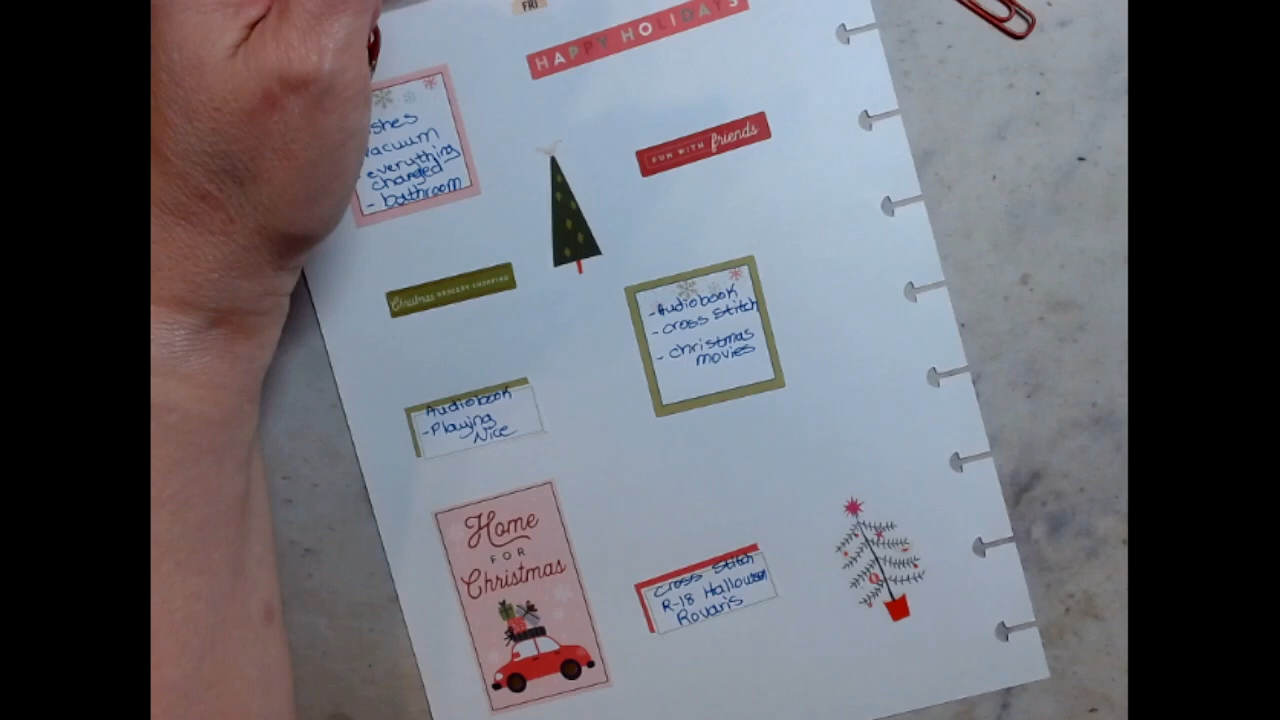 FRI
HAPPY HOLIDAYS
shes
vacuum
everything
changed
- bathroom
FUN WITH friends
Christmas GROCERY SHOPPING
- Audiobook
- cross stitch
- christmas
movies
Audiobook
- Playing
Nice
Home
FOR
Christmas
cross stitch
R-18 Halloween
Rovaris